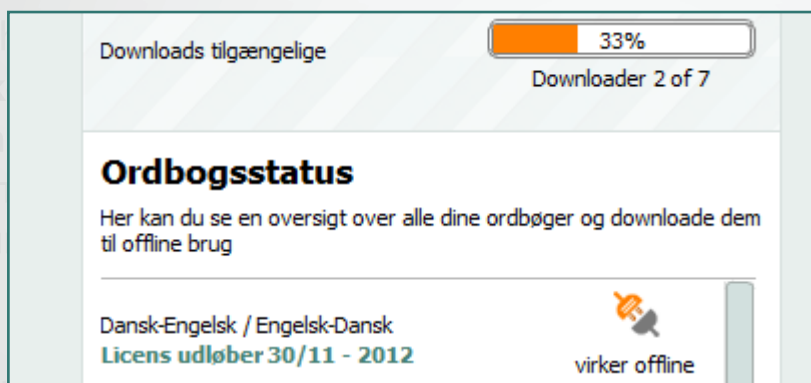 Downloads tilgængelige
33%
Downloader 2 of 7
Ordbogsstatus
Her kan du se en oversigt over alle dine ordbøger og downloade dem
til offline brug
Dansk-Engelsk / Engelsk-Dansk
Licens udløber 30/11 - 2012
virker offline